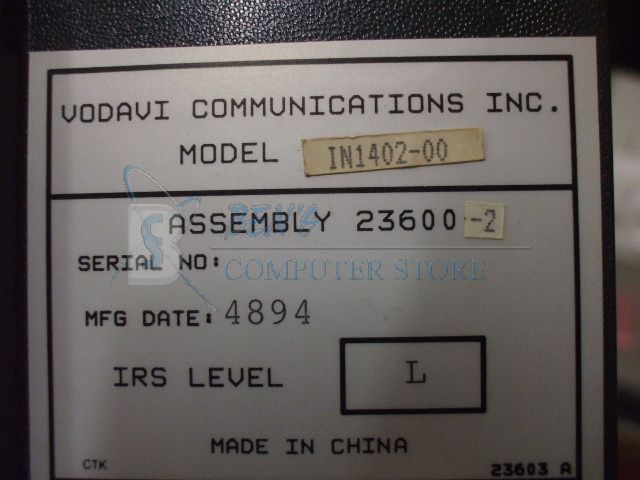 VODAVI COMMUNICATIONS INC.
MODEL IN1402-00
ASSEMBLY 23600-2
BEN'S
SERIAL NO:
COMPUTER STORE
MFG DATE: 4894
IRS LEVEL L
MADE IN CHINA
CTK 23603 A